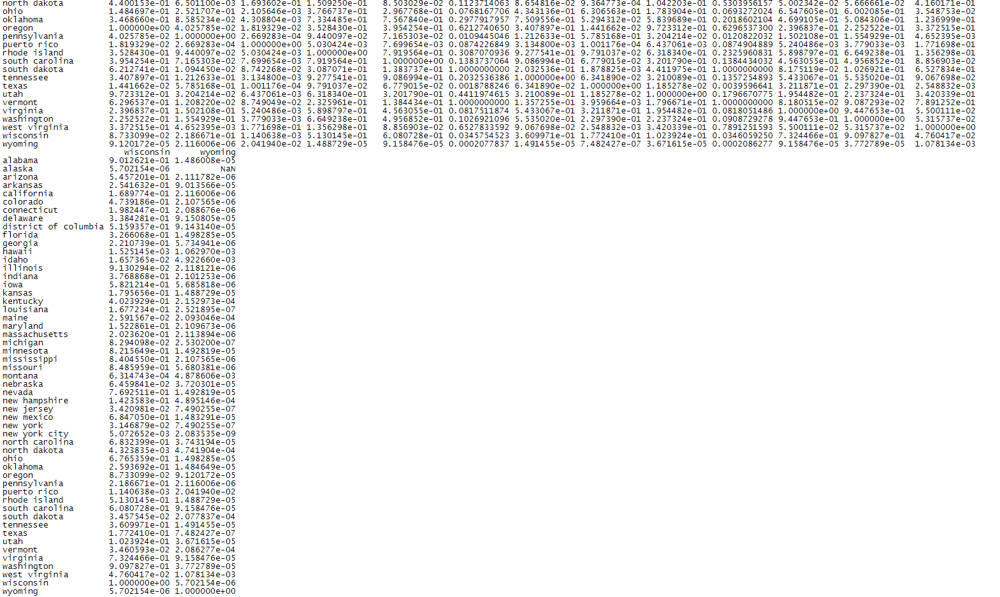 north dakota 4.400153e-01 6.501100e-03 1.693602e-01 1.509250e-01 8.503029e-02 0.1123714063 8.654816e-02 9.364773e-04 1.042203e-01 0.5303956157 5.002342e-02 5.666661e-02 4.160171e-01
ohio 1.484697e-01 2.521707e-01 2.105646e-03 3.766737e-01 2.967768e-01 0.0768167706 4.343136e-01 6.306563e-01 1.783904e-01 0.0693272024 6.547605e-01 6.002085e-01 3.548753e-02
oklahoma 3.468660e-01 8.585234e-02 4.308804e-03 7.334485e-01 7.567840e-01 0.2977917957 7.509556e-01 5.294312e-02 5.839689e-01 0.2018602104 4.699105e-01 5.084306e-01 1.236999e-01
oregon 1.000000e+00 4.025785e-02 1.819329e-02 3.528430e-01 3.954254e-01 0.6212740650 3.407897e-01 1.441662e-02 9.723312e-01 0.6296537300 2.396837e-01 2.252522e-01 3.372515e-01
pennsylvania 4.025785e-02 1.000000e+00 2.669283e-04 9.440097e-02 7.165303e-02 0.0109445046 1.212633e-01 5.785168e-01 3.204214e-02 0.0120822032 1.502108e-01 1.554929e-01 4.652395e-03
puerto rico 1.819329e-02 2.669283e-04 1.000000e+00 5.030424e-03 7.699654e-03 0.0874226849 3.134800e-03 1.001176e-04 6.437061e-03 0.0874904889 5.240486e-03 3.779033e-03 1.771698e-01
rhode island 3.528430e-01 9.440097e-02 5.030424e-03 1.000000e+00 7.919564e-01 0.3087070936 9.277541e-01 9.791037e-02 6.318340e-01 0.2325960831 5.898797e-01 6.649238e-01 1.356298e-01
south carolina 3.954254e-01 7.165303e-02 7.699654e-03 7.919564e-01 1.000000e+00 0.1383737064 9.086994e-01 6.779015e-02 3.201790e-01 0.1384434032 4.563055e-01 4.956852e-01 8.856903e-02
south dakota 6.212741e-01 1.094450e-02 8.742268e-02 3.087071e-01 1.383737e-01 1.0000000000 2.032536e-01 1.878825e-03 4.411975e-01 1.0000000000 8.175119e-02 1.026921e-01 6.527834e-01
tennessee 3.407897e-01 1.212633e-01 3.134800e-03 9.277541e-01 9.086994e-01 0.2032536386 1.000000e+00 6.341890e-02 3.210089e-01 0.1357254893 5.433067e-01 5.535020e-01 9.067698e-02
texas 1.441662e-02 5.785168e-01 1.001176e-04 9.791037e-02 6.779015e-02 0.0018788246 6.341890e-02 1.000000e+00 1.185278e-02 0.0039596641 3.211871e-01 2.297390e-01 2.548832e-03
utah 9.723312e-01 3.204214e-02 6.437061e-03 6.318340e-01 3.201790e-01 0.4411974615 3.210089e-01 1.185278e-02 1.000000e+00 0.1796670775 1.954482e-01 2.237324e-01 3.420339e-01
vermont 6.296537e-01 1.208220e-02 8.749049e-02 2.325961e-01 1.384434e-01 1.0000000000 1.357255e-01 3.959664e-03 1.796671e-01 1.0000000000 8.180515e-02 9.087293e-02 7.891252e-01
virginia 2.396837e-01 1.502108e-01 5.240486e-03 5.898797e-01 4.563055e-01 0.0817511874 5.433067e-01 3.211871e-01 1.954482e-01 0.0818051486 1.000000e+00 9.447653e-01 5.500111e-02
washington 2.252522e-01 1.554929e-01 3.779033e-03 6.649238e-01 4.956852e-01 0.1026921096 5.535020e-01 2.297390e-01 2.237324e-01 0.0908729278 9.447653e-01 1.000000e+00 5.315737e-02
west virginia 3.372515e-01 4.652395e-03 1.771698e-01 1.356298e-01 8.856903e-02 0.6527833592 9.067698e-02 2.548832e-03 3.420339e-01 0.7891251593 5.500111e-02 5.315737e-02 1.000000e+00
wisconsin 8.733099e-02 2.186671e-01 1.140638e-03 5.130145e-01 6.080728e-01 0.0345754523 3.609971e-01 1.772410e-01 1.023924e-01 0.0346059250 7.324466e-01 9.097827e-01 4.760417e-02
wyoming 9.120172e-05 2.116006e-06 2.041940e-02 1.488729e-05 9.158476e-05 0.0002077837 1.491455e-05 7.482427e-07 3.671615e-05 0.0002086277 9.158476e-05 3.772789e-05 1.078134e-03
wisconsin wyoming
alabama 9.012621e-01 1.486008e-05
alaska 5.702154e-06 NaN
arizona 5.457201e-01 2.111782e-06
arkansas 2.541632e-01 9.013566e-05
california 1.689774e-01 2.116006e-06
colorado 4.739186e-01 2.107565e-06
connecticut 1.982447e-01 2.088676e-06
delaware 3.384281e-01 9.150805e-05
district of columbia 5.159357e-01 9.143140e-05
florida 3.266068e-01 1.498285e-05
georgia 2.210739e-01 5.734941e-06
hawaii 1.525145e-03 1.062970e-03
idaho 1.657365e-02 4.922660e-03
illinois 9.130294e-02 2.118121e-06
indiana 3.768868e-01 2.101253e-06
iowa 5.821214e-01 5.685818e-06
kansas 1.795656e-01 1.488729e-05
kentucky 4.023929e-01 2.152973e-04
louisiana 1.677234e-01 2.521895e-07
maine 2.591567e-02 2.093046e-04
maryland 1.522861e-01 2.109673e-06
massachusetts 2.023620e-01 2.113894e-06
michigan 8.294098e-02 2.530200e-07
minnesota 8.215649e-01 1.492819e-05
mississippi 8.404550e-01 2.107565e-06
missouri 8.485959e-01 5.680381e-06
montana 6.314743e-04 4.878606e-03
nebraska 6.459841e-02 3.720301e-05
nevada 7.692511e-01 1.492819e-05
new hampshire 1.423583e-01 4.895146e-04
new jersey 3.420981e-02 7.490255e-07
new mexico 6.847050e-01 1.483291e-05
new york 3.146879e-02 7.490255e-07
new york city 5.072652e-03 2.083535e-09
north carolina 6.832399e-01 3.743194e-05
north dakota 4.323835e-03 4.741904e-04
ohio 6.765359e-01 1.498285e-05
oklahoma 2.593692e-01 1.484649e-05
oregon 8.733099e-02 9.120172e-05
pennsylvania 2.186671e-01 2.116006e-06
puerto rico 1.140638e-03 2.041940e-02
rhode island 5.130145e-01 1.488729e-05
south carolina 6.080728e-01 9.158476e-05
south dakota 3.457545e-02 2.077837e-04
tennessee 3.609971e-01 1.491455e-05
texas 1.772410e-01 7.482427e-07
utah 1.023924e-01 3.671615e-05
vermont 3.460593e-02 2.086277e-04
virginia 7.324466e-01 9.158476e-05
washington 9.097827e-01 3.772789e-05
west virginia 4.760417e-02 1.078134e-03
wisconsin 1.000000e+00 5.702154e-06
wyoming 5.702154e-06 1.000000e+00